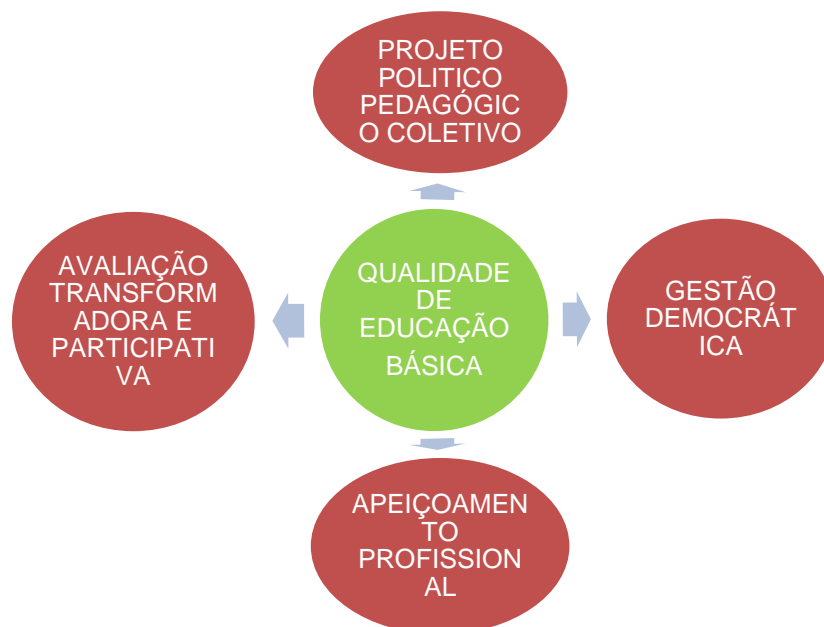 PROJETO
POLITICO
PEDAGÓGIC
O COLETIVO
AVALIAÇÃO
TRANSFORM
ADORA E
PARTICIPATI
VA
QUALIDADE
DE
EDUCAÇÃO
BÁSICA
GESTÃO
DEMOCRÁT
ICA
APEIÇOAMEN
TO
PROFISSION
AL